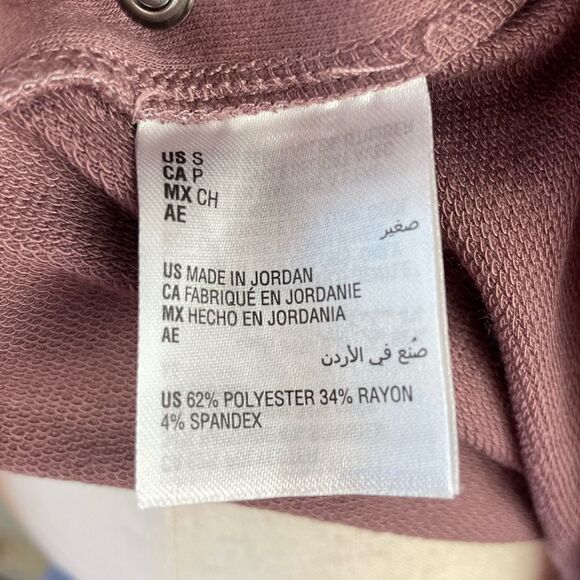 US S
CA P
MX CH
AE
صغير
US MADE IN JORDAN
CA FABRIQUÉ EN JORDANIE
MX HECHO EN JORDANIA
AE
صُنع في الأردن
US 62% POLYESTER 34% RAYON
4% SPANDEX